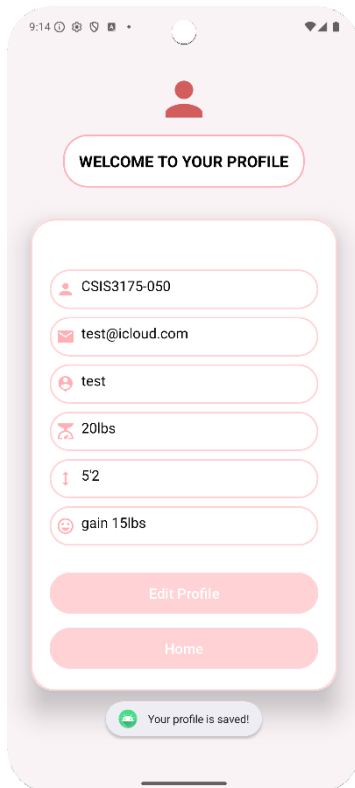 9:14
WELCOME TO YOUR PROFILE
CSIS3175-050
test@icloud.com
test
20lbs
5'2
gain 15lbs
Edit Profile
Home
Your profile is saved!